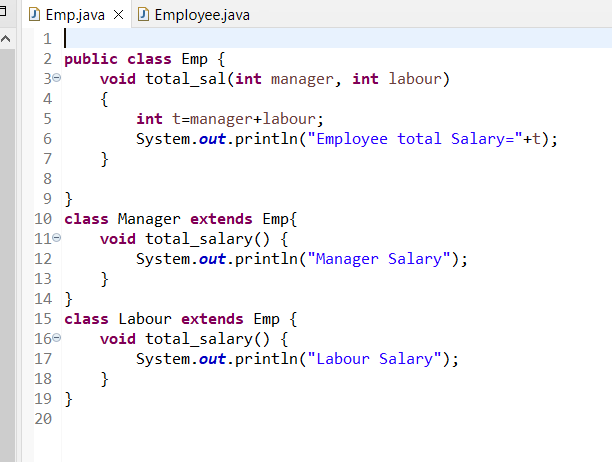 Emp.java Employee.java
1
2 public class Emp {
3 void total_sal(int manager, int labour)
4 {
5 int t=manager+labour;
6 System.out.println("Employee total Salary="+t);
7 }
8
9 }
10 class Manager extends Emp{
11 void total_salary() {
12 System.out.println("Manager Salary");
13 }
14 }
15 class Labour extends Emp {
16 void total_salary() {
17 System.out.println("Labour Salary");
18 }
19 }
20